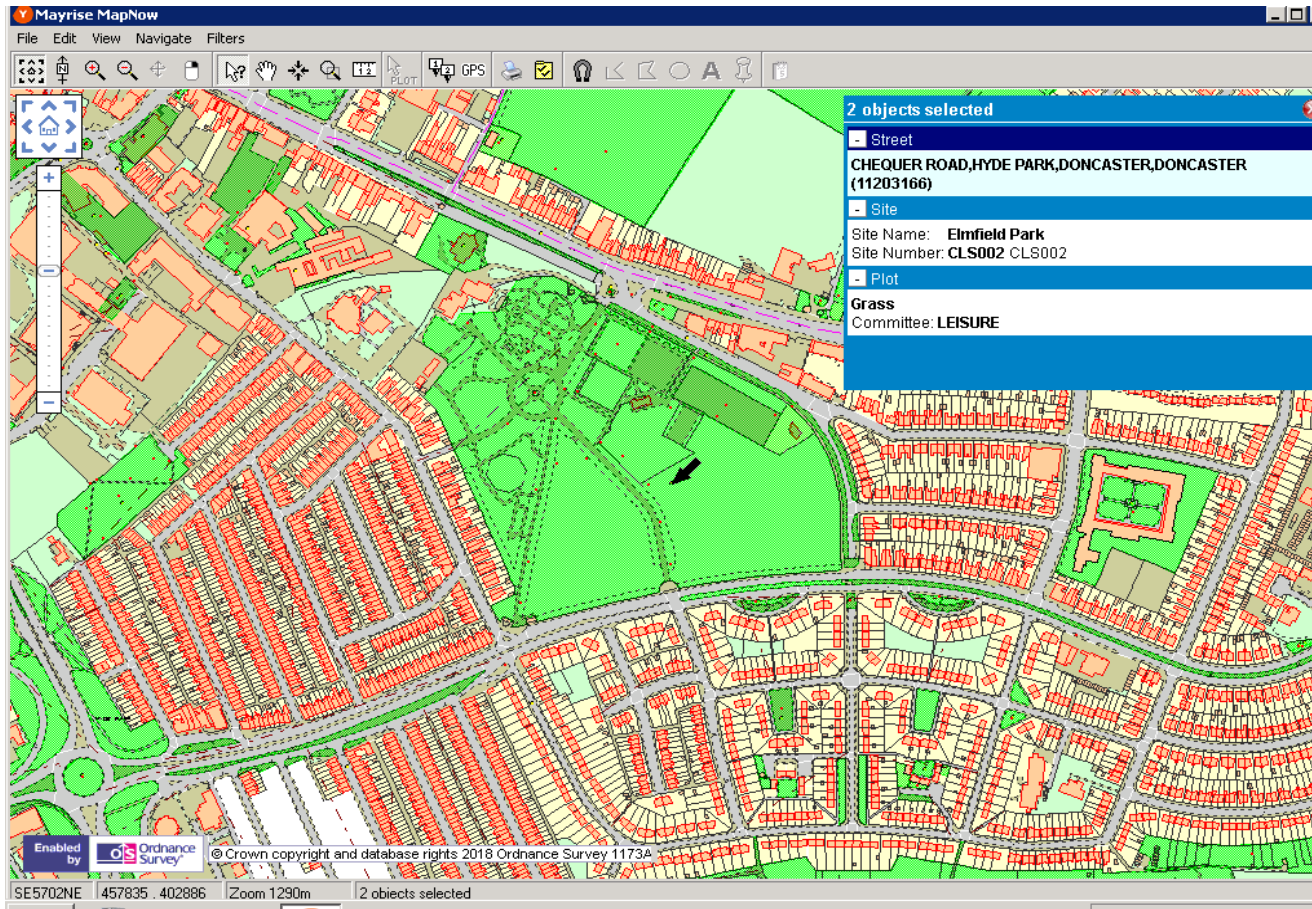 Mayrise MapNow
File Edit View Navigate Filters
N
PLOT
GPS
A
2 objects selected
Street
CHEQUER ROAD,HYDE PARK,DONCASTER,DONCASTER
(11203166)
Site
Site Name: Elmfield Park
Site Number: CLS002 CLS002
Plot
Grass
Committee: LEISURE
Enabled
by
OS Ordnance
Survey
© Crown copyright and database rights 2018 Ordnance Survey 1173A
SE5702NE 457835 . 402886 Zoom 1290m 2 objects selected